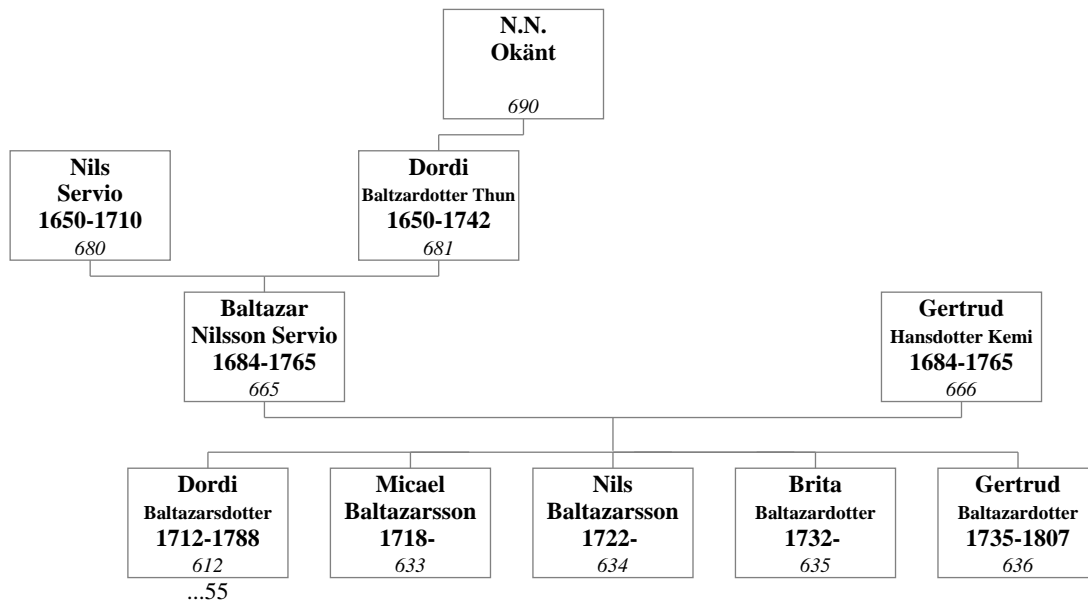 N.N.
Okänt
690
Nils
Servio
1650-1710
680
Dordi
Baltzardotter Thun
1650-1742
681
Baltazar
Nilsson Servio
1684-1765
665
Gertrud
Hansdotter Kemi
1684-1765
666
Dordi
Baltazarsdotter
1712-1788
612
...55
Micael
Baltazarsson
1718-
633
Nils
Baltazarsson
1722-
634
Brita
Baltazardotter
1732-
635
Gertrud
Baltazardotter
1735-1807
636